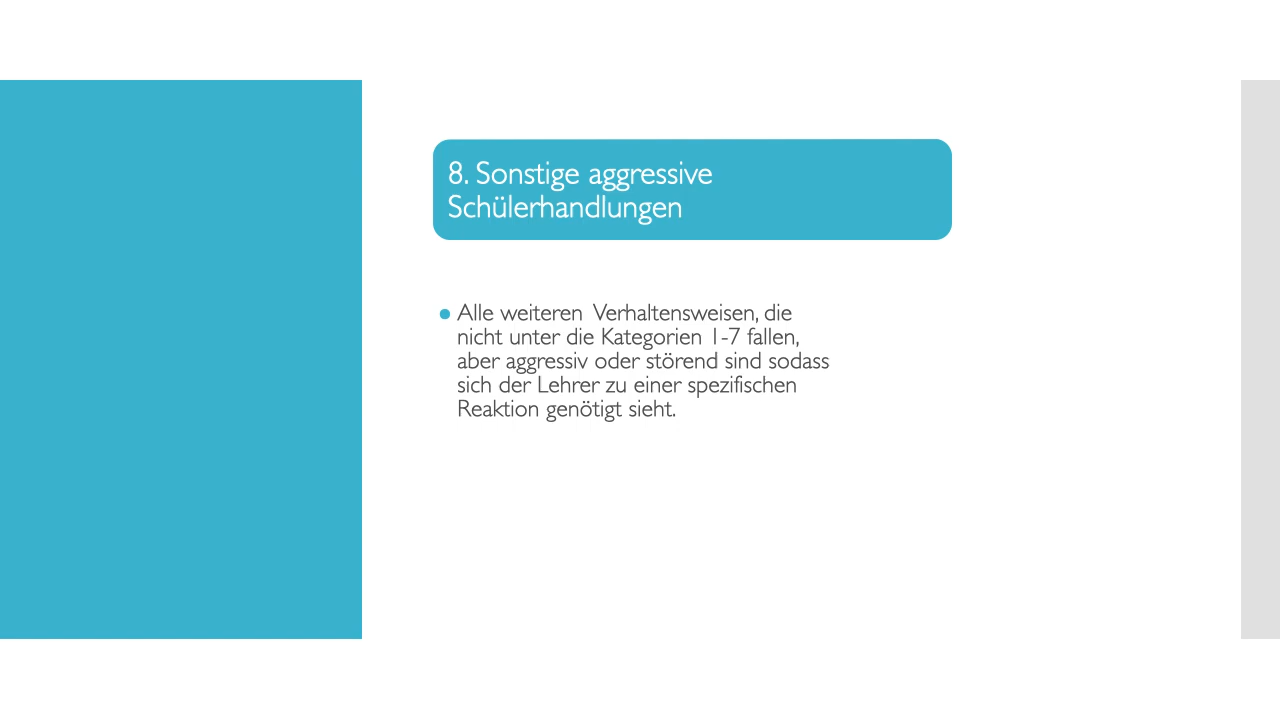 8. Sonstige aggressive
Schülerhandlungen
• Alle weiteren  Verhaltensweisen, die
nicht unter die Kategorien 1-7 fallen,
aber aggressiv oder störend sind sodass
sich der Lehrer zu einer spezifischen
Reaktion genötigt sieht.